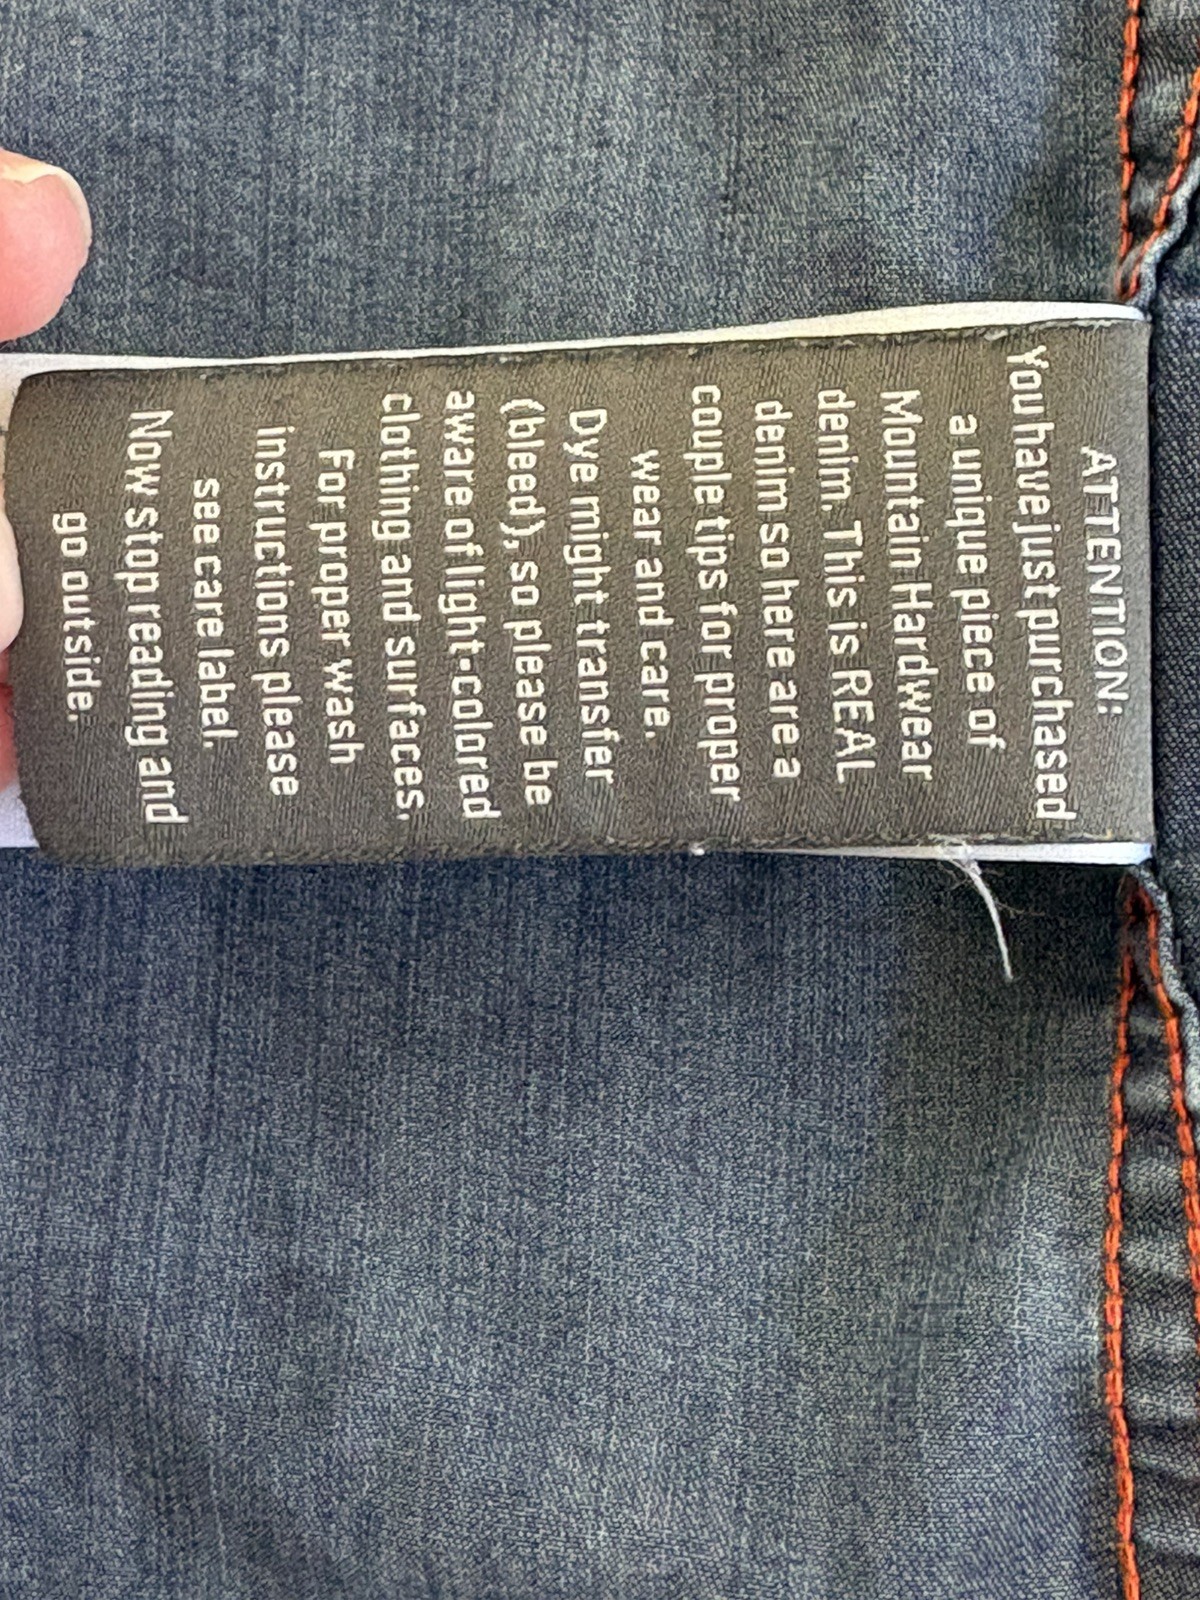 ATTENTION:
You have just purchased
a unique piece of
Mountain Hardwear
denim. This is REAL
denim so here are a
couple tips for proper
wear and care.
Dye might transfer
(bleed), so please be
aware of light-colored
clothing and surfaces.
For proper wash
instructions please
see care label.
Now stop reading and
go outside.